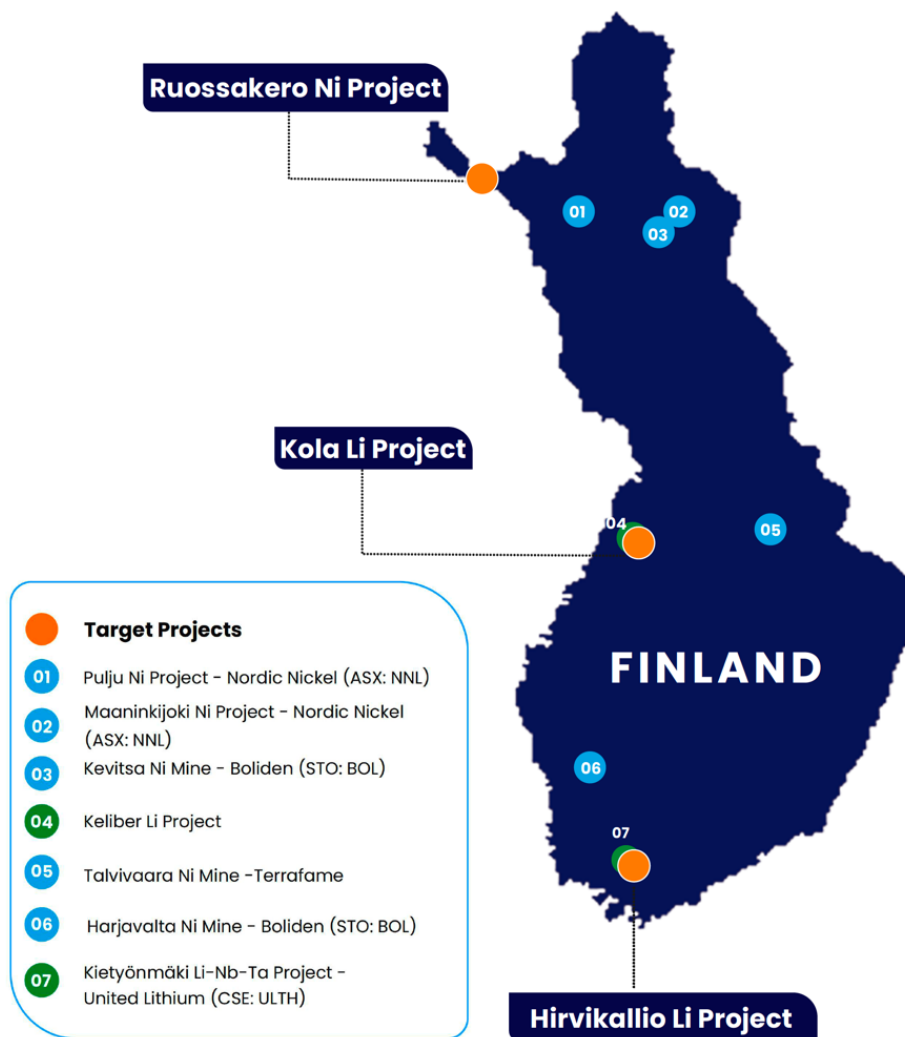 Ruossakero Ni Project
01
02
03
Kola Li Project
04
05
FINLAND
06
07
Hirvikallio Li Project
Target Projects
01 Pulju Ni Project - Nordic Nickel (ASX: NNL)
02 Maaninkijoki Ni Project - Nordic Nickel
(ASX: NNL)
03 Kevitsa Ni Mine - Boliden (STO: BOL)
04 Keliber Li Project
05 Talvivaara Ni Mine -Terrafame
06 Harjavalta Ni Mine - Boliden (STO: BOL)
07 Kietyönmäki Li-Nb-Ta Project -
United Lithium (CSE: ULTH)